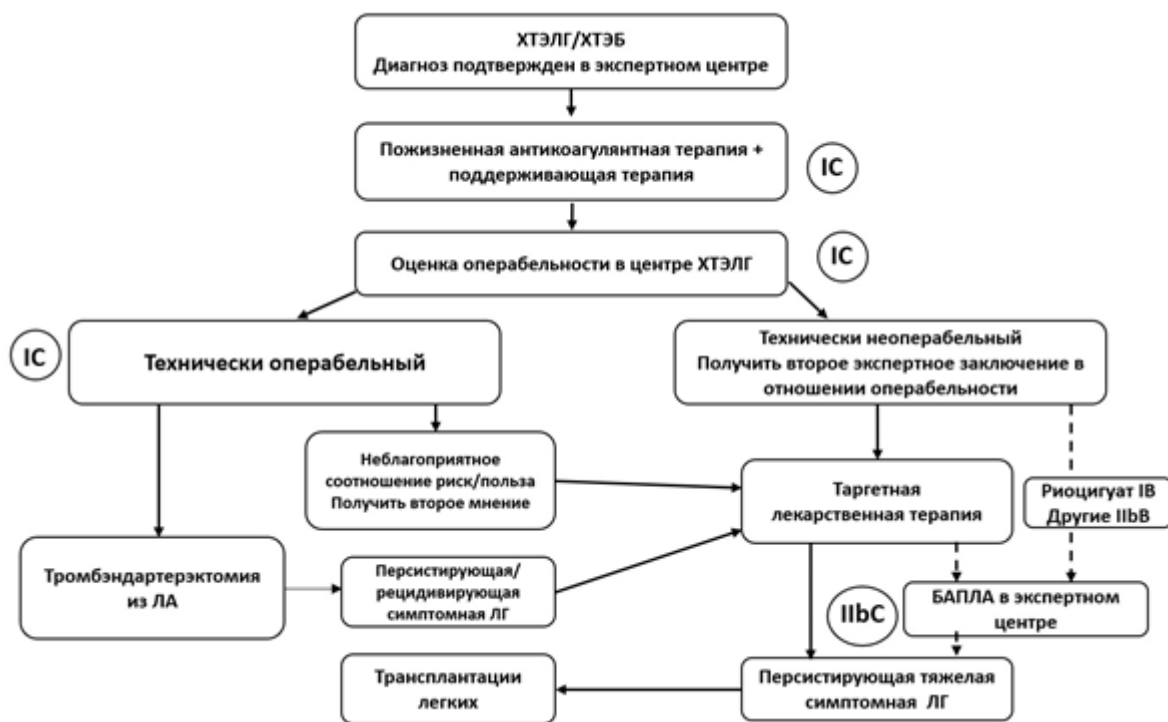 ХТЭЛГ/ХТЭБ
Диагноз подтвержден в экспертном центре
Пожизненная антикоагулянтная терапия +
поддерживающая терапия
IC
Оценка операбельности в центре ХТЭЛГ
IC
IC
Технически операбельный
Технически неоперабельный
Получить второе экспертное заключение в
отношении операбельности
Неблагоприятное
соотношение риск/польза
Получить второе мнение
Таргетная
лекарственная терапия
Риоцигуат IB
Другие IIbB
Тромбэндартерэктомия
из ЛА
Персистирующая/
рецидивирующая
симптомная ЛГ
IIbC
БАПЛА в экспертном
центре
Трансплантации
легких
Персистирующая тяжелая
симптомная ЛГ